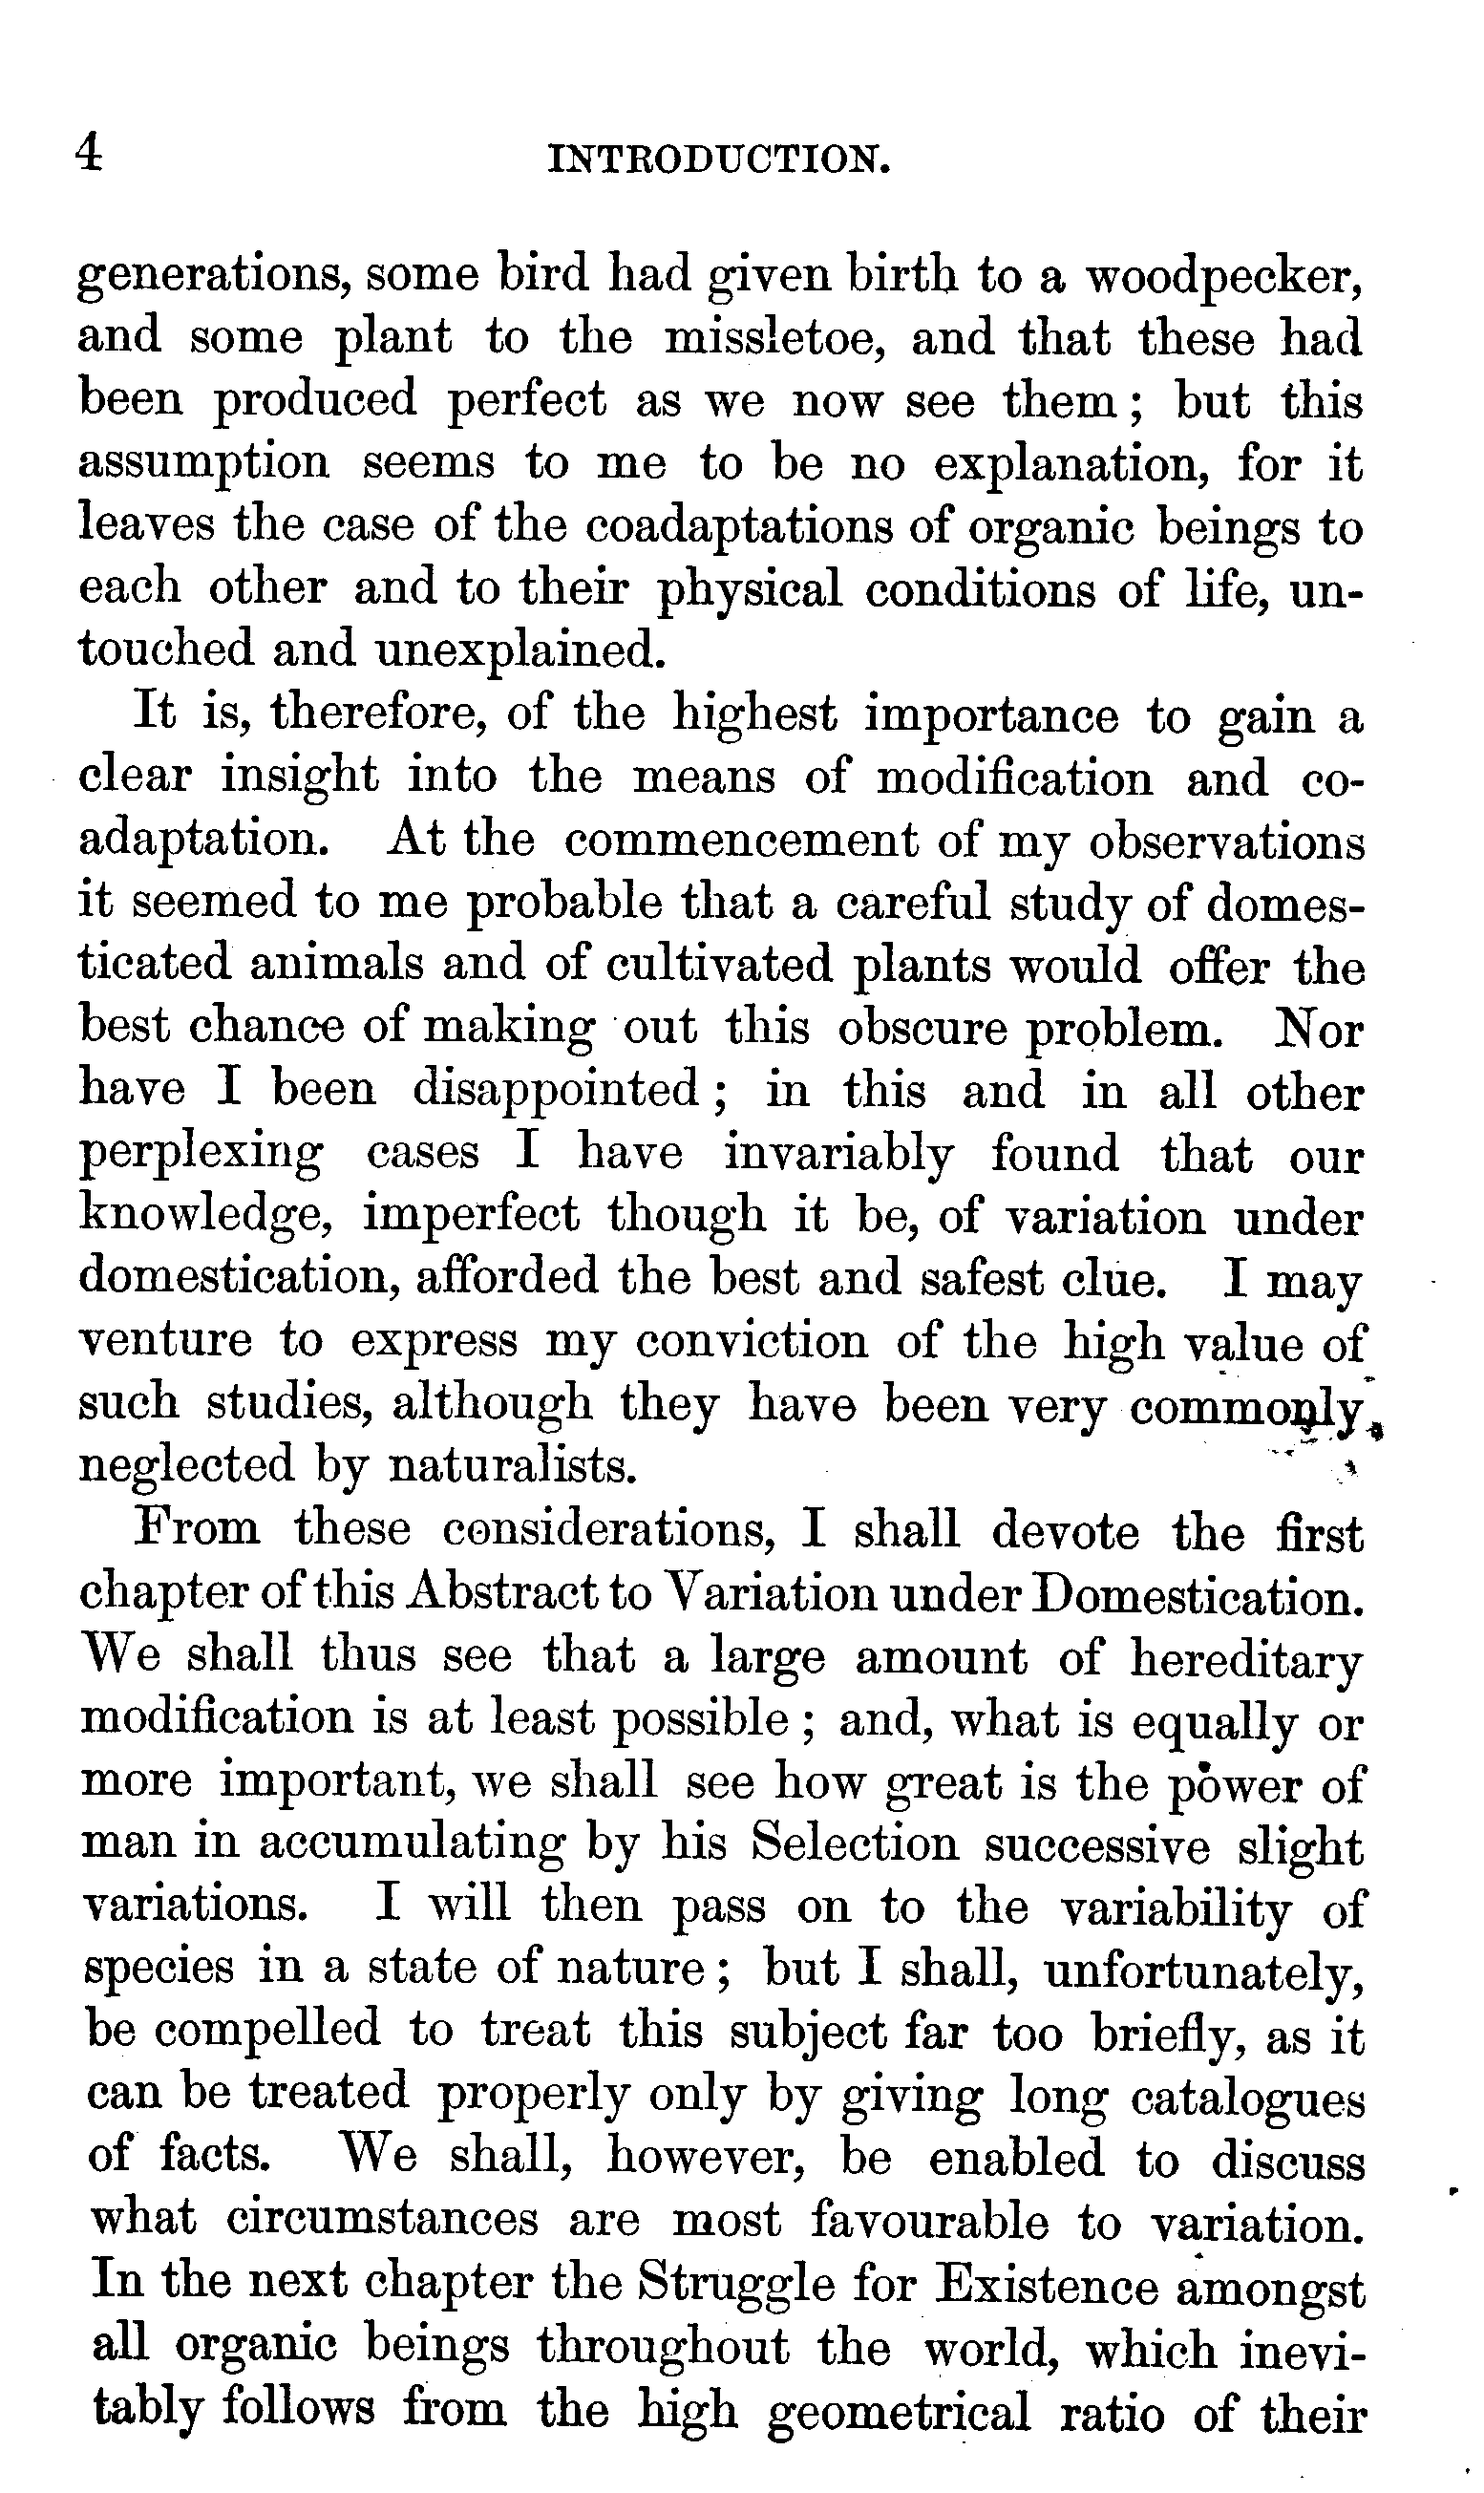 4 INTRODUCTION.
generations, some bird had given birth to a woodpecker,
and some plant to the missletoe, and that these had
been produced perfect as we now see them; but this
assumption seems to me to be no explanation, for it
leaves the case of the coadaptations of organic beings to
each other and to their physical conditions of life, un-
touched and unexplained.
It is, therefore, of the highest importance to gain a
clear insight into the means of modification and co-
adaptation. At the commencement of my observations
it seemed to me probable that a careful study of domes-
ticated animals and of cultivated plants would offer the
best chance of making out this obscure problem. Nor
have I been disappointed; in this and in all other
perplexing cases I have invariably found that our
knowledge, imperfect though it be, of variation under
domestication, afforded the best and safest clue. I may
venture to express my conviction of the high value of
such studies, although they have been very commonly
neglected by naturalists.
From these considerations, I shall devote the first
chapter of this Abstract to Variation under Domestication.
We shall thus see that a large amount of hereditary
modification is at least possible; and, what is equally or
more important, we shall see how great is the power of
man in accumulating by his Selection successive slight
variations. I will then pass on to the variability of
species in a state of nature; but I shall, unfortunately,
be compelled to treat this subject far too briefly, as it
can be treated properly only by giving long catalogues
of facts. We shall, however, be enabled to discuss
what circumstances are most favourable to variation.
In the next chapter the Struggle for Existence amongst
all organic beings throughout the world, which inevi-
tably follows from the high geometrical ratio of their